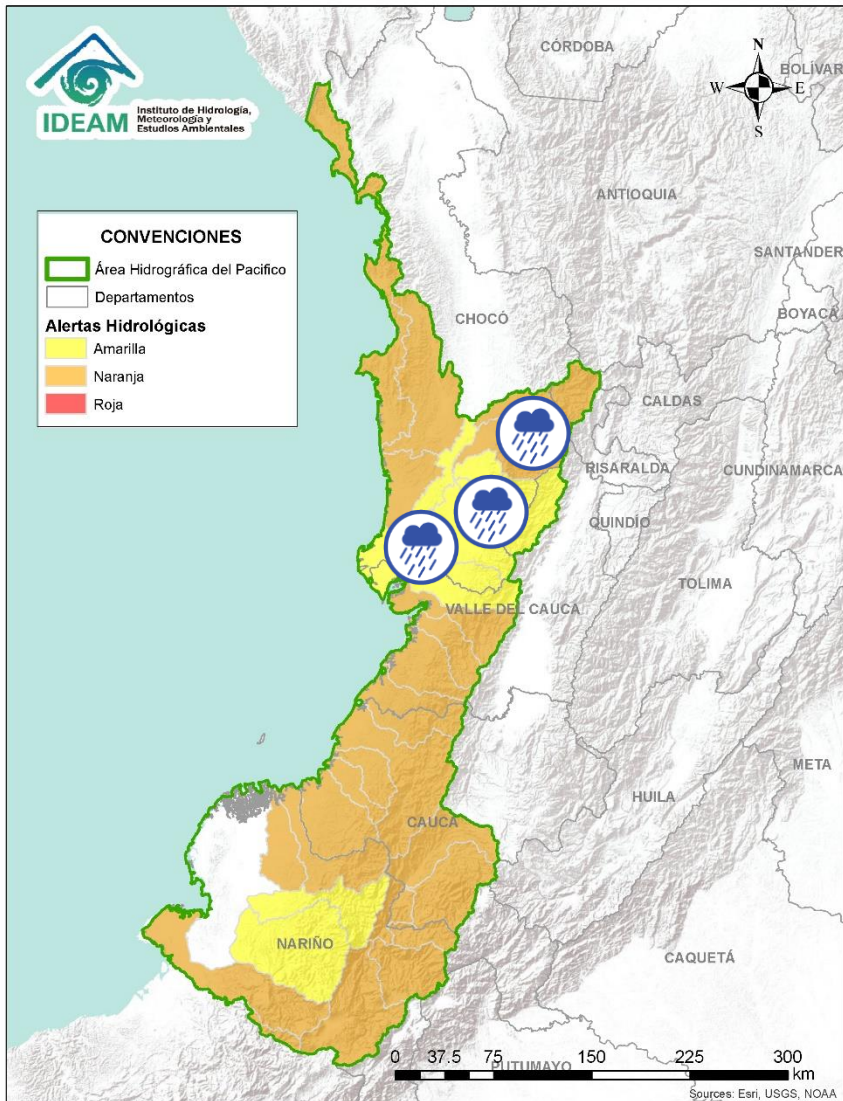 IDEAM
Instituto de Hidrología,
Meteorología y
Estudios Ambientales
CÓRDOBA
BOLÍVAR
N
W
E
S
ANTIOQUIA
SANTANDER
BOYACÁ
CONVENCIONES
Área Hidrográfica del Pacifico
Departamentos
Alertas Hidrológicas
Amarilla
Naranja
Roja
CHOCÓ
CALDAS
RISARALDA
CUNDINAMARCA
QUINDÍO
TOLIMA
VALLE DEL CAUCA
META
HUILA
CAUCA
NARIÑO
CAQUETÁ
PUTUMAYO
0 37.5 75 150 225 300
km
Sources: Esri, USGS, NOAA